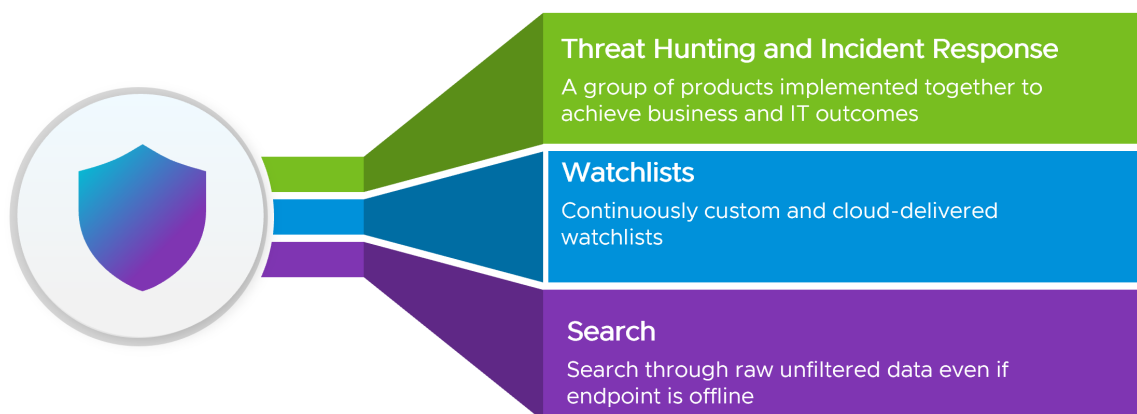 Threat Hunting and Incident Response
A group of products implemented together to
achieve business and IT outcomes
Watchlists
Continuously custom and cloud-delivered
watchlists
Search
Search through raw unfiltered data even if
endpoint is offline